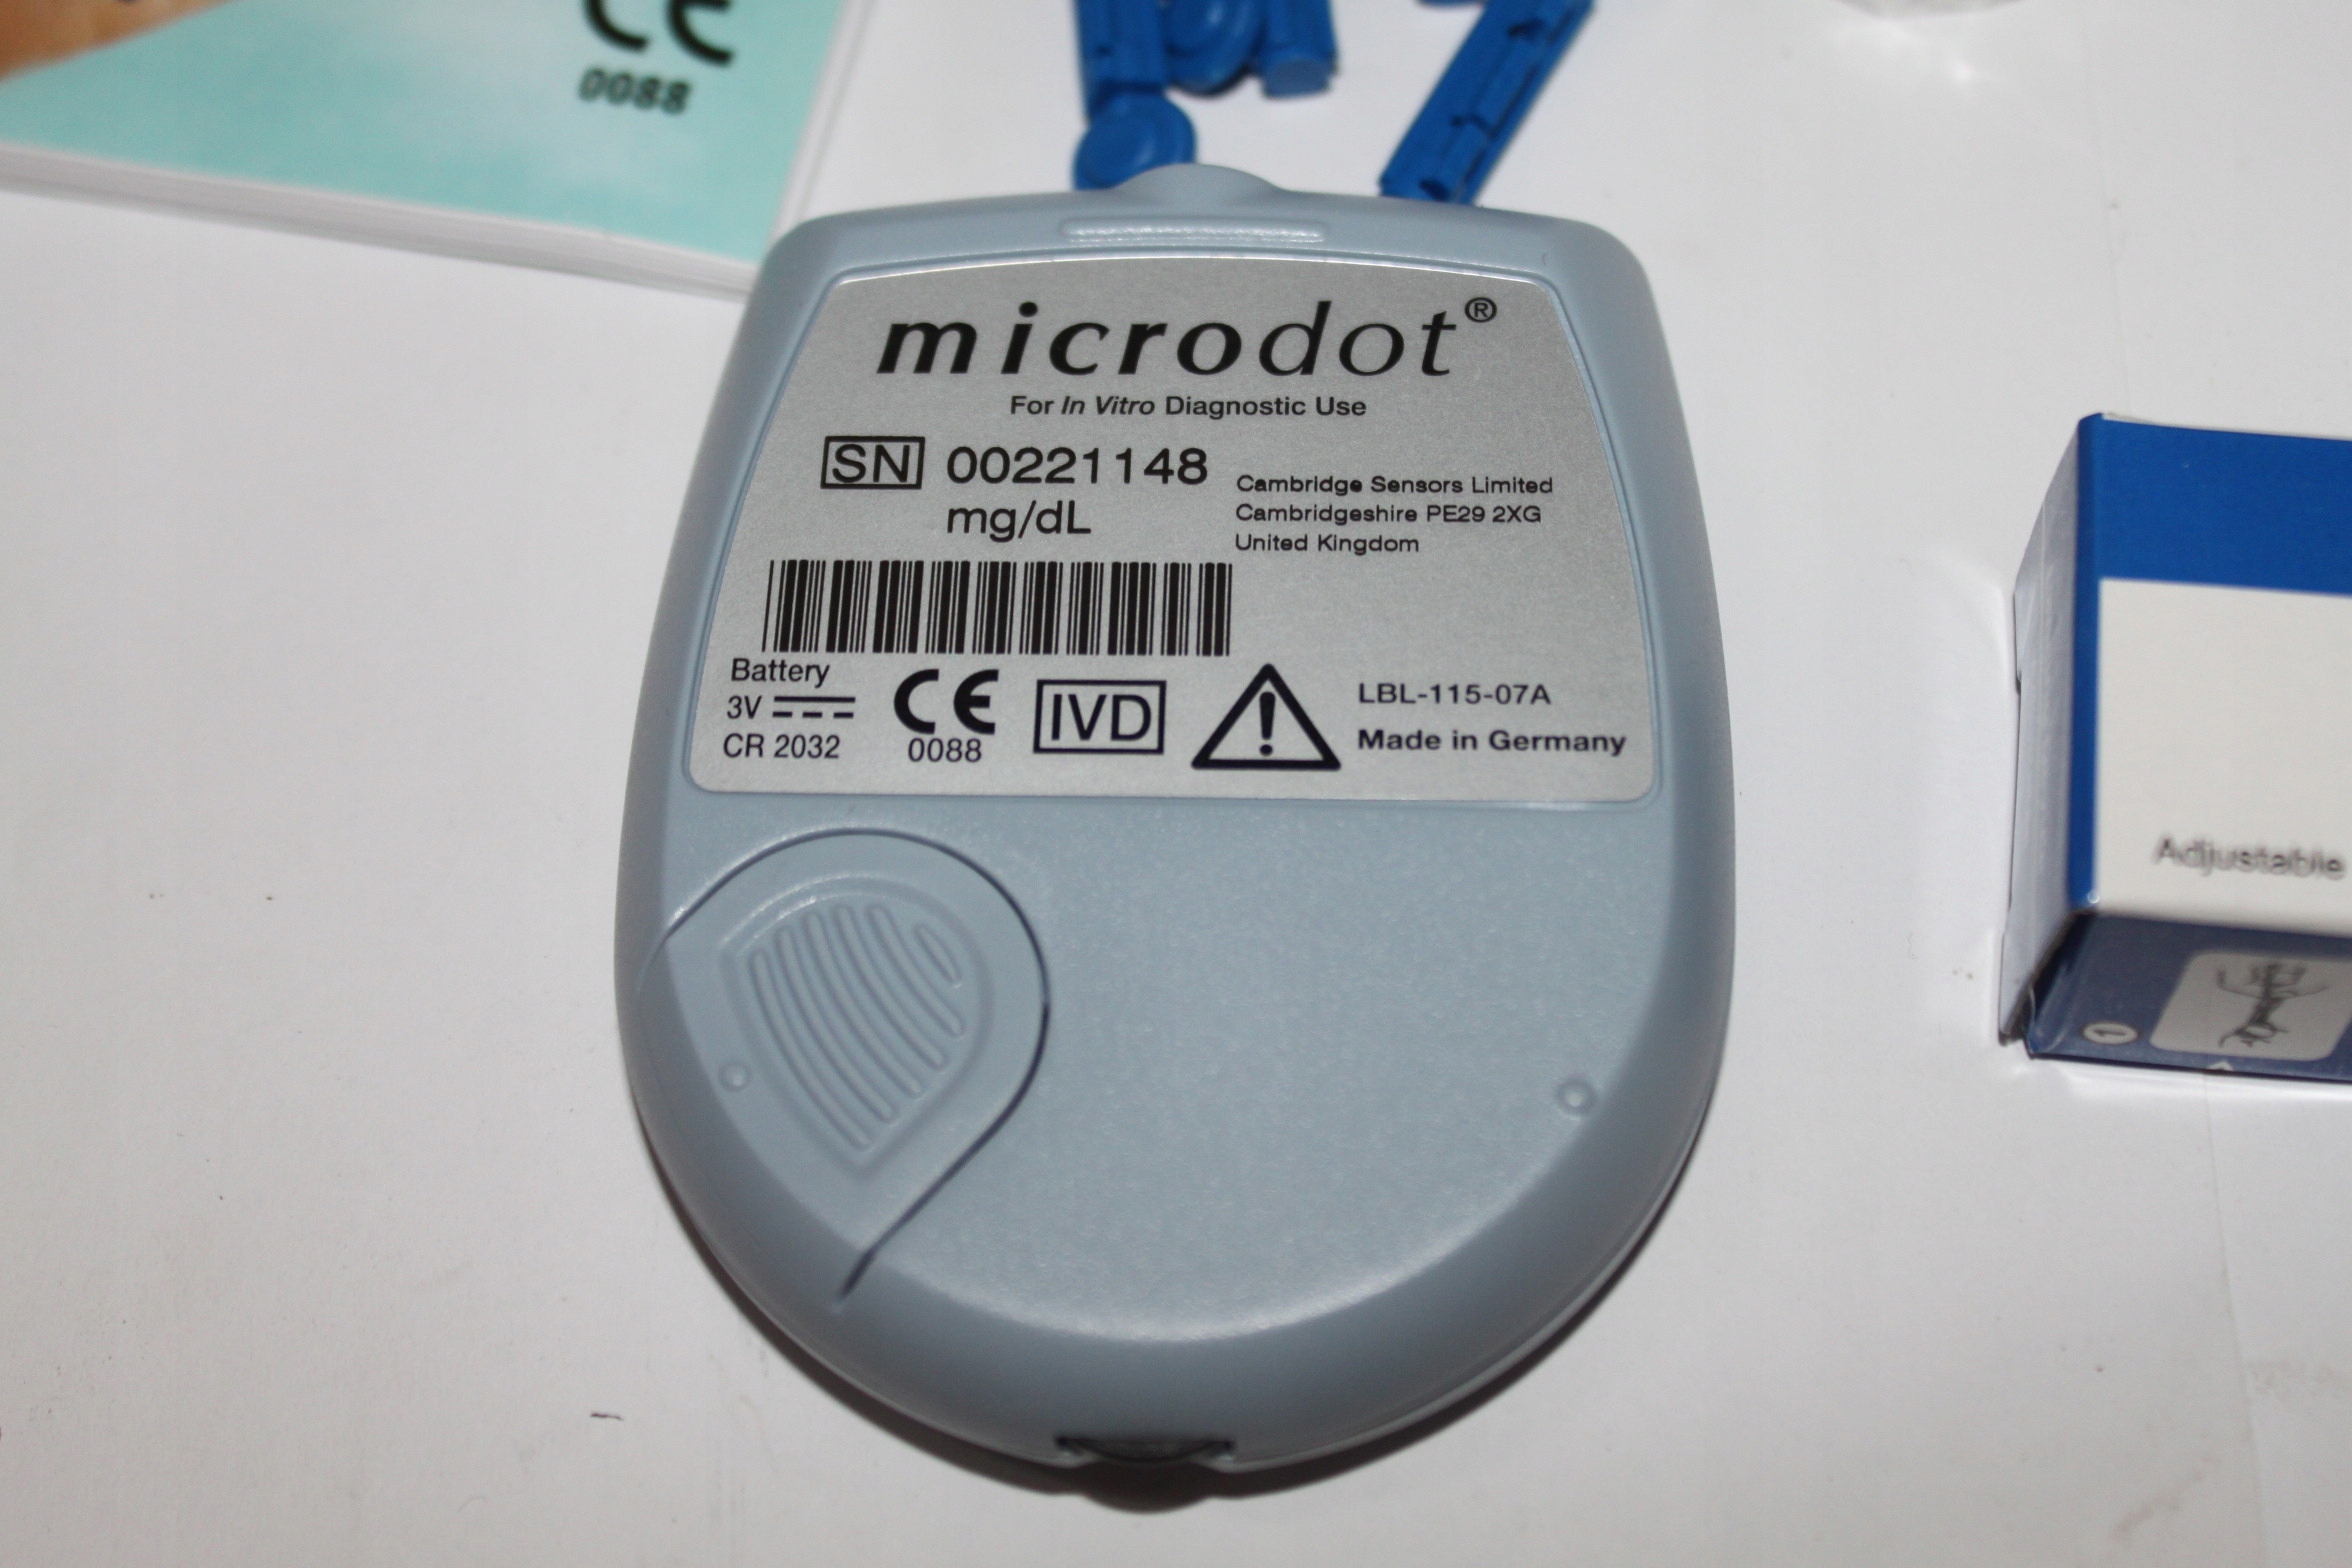 CE
0088
microdot®
For In Vitro Diagnostic Use
SN 00221148
mg/dL
Cambridge Sensors Limited
Cambridgeshire PE29 2XG
United Kingdom
Battery
3V
CR 2032
CE
0088
IVD
LBL-115-07A
Made in Germany
Adjustable
1